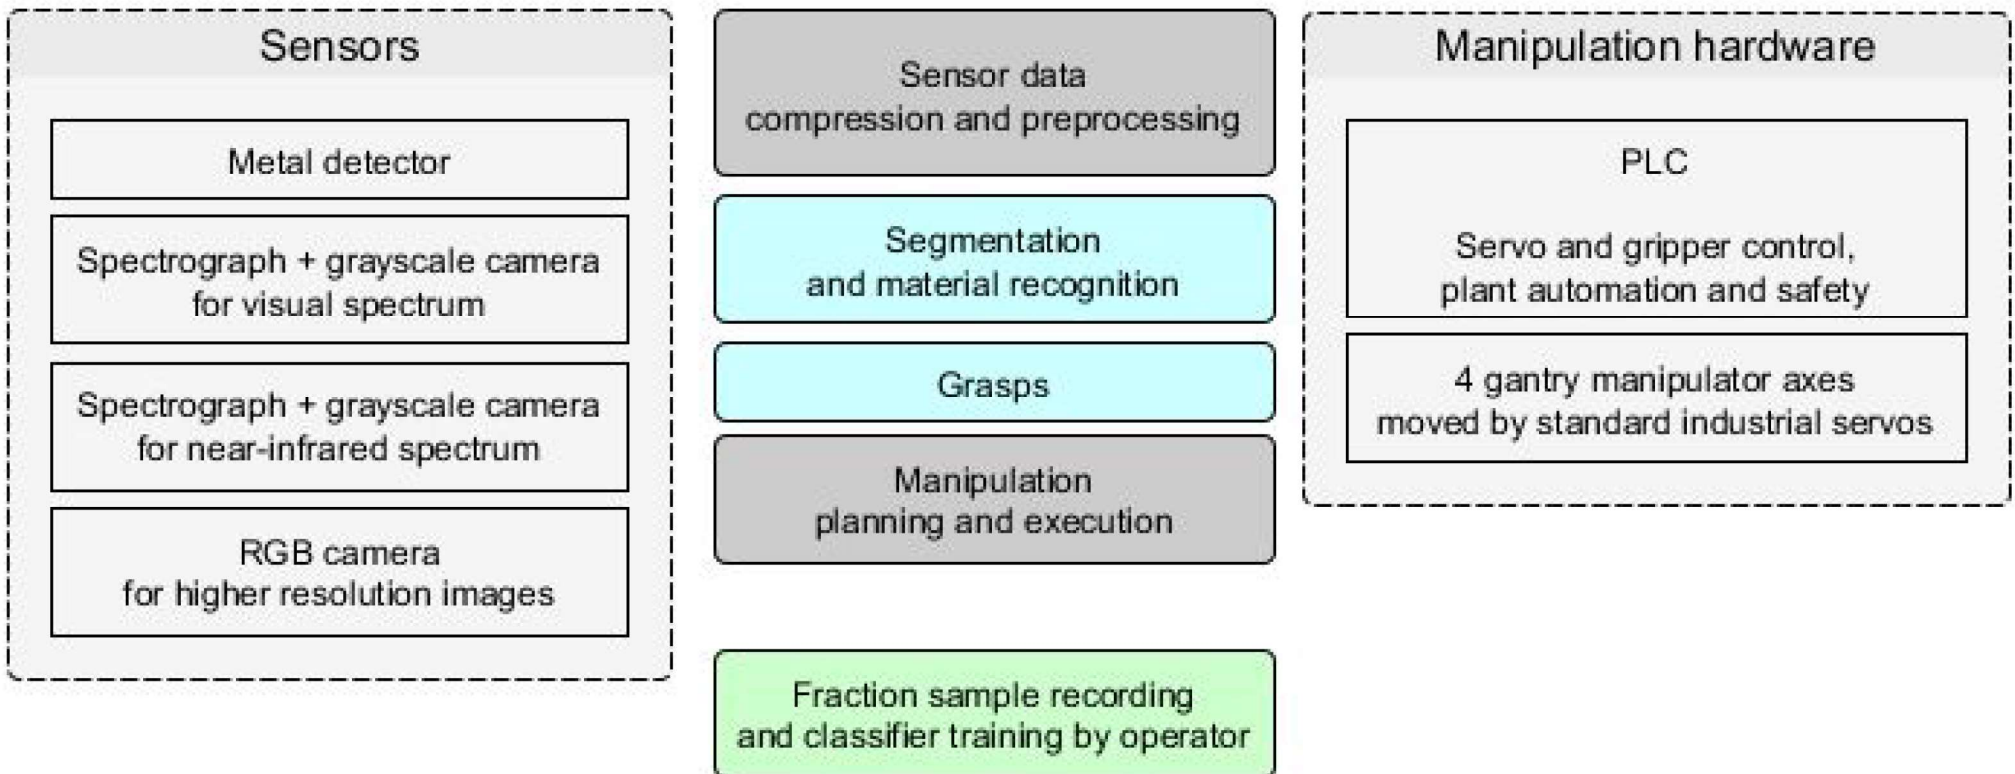 Sensors
Metal detector
Spectrograph + grayscale camera
for visual spectrum
Spectrograph + grayscale camera
for near-infrared spectrum
RGB camera
for higher resolution images
Sensor data
compression and preprocessing
Segmentation
and material recognition
Grasps
Manipulation
planning and execution
Fraction sample recording
and classifier training by operator
Manipulation hardware
PLC
Servo and gripper control,
plant automation and safety
4 gantry manipulator axes
moved by standard industrial servos